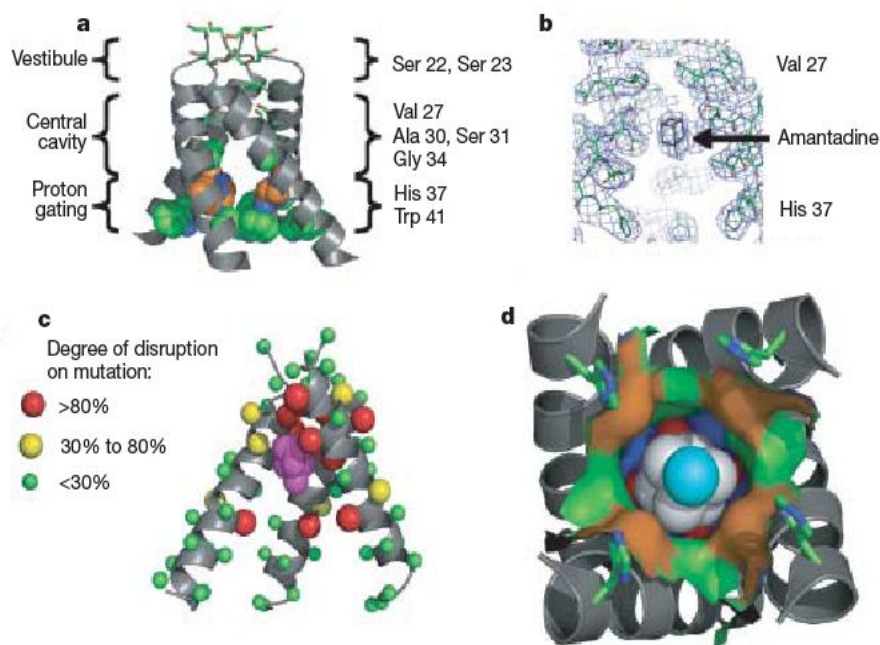 a
Vestibule
Ser 22, Ser 23
Central
cavity
Val 27
Ala 30, Ser 31
Gly 34
Proton
gating
His 37
Trp 41
b
Val 27
Amantadine
His 37
c
Degree of disruption
on mutation:
>80%
30% to 80%
<30%
d